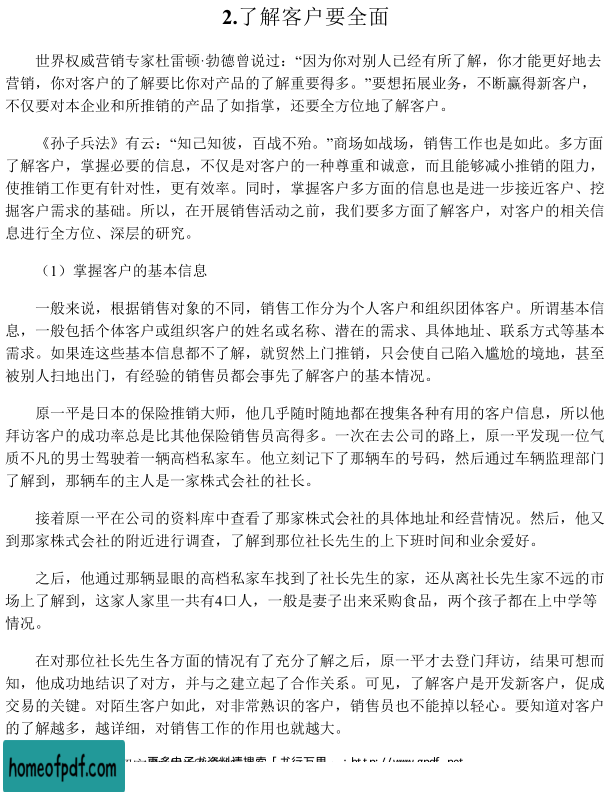 2.了解客户要全面
世界权威营销专家杜雷顿·勃德曾说过：“因为你对别人已经有所了解，你才能更好地去
营销，你对客户的了解要比你对产品的了解重要得多。”要想拓展业务，不断赢得新客户，
不仅要对本企业和所推销的产品了如指掌，还要全方位地了解客户。
《孙子兵法》有云：“知己知彼，百战不殆。”商场如战场，销售工作也是如此。多方面
了解客户，掌握必要的信息，不仅是对客户的一种尊重和诚意，而且能够减小推销的阻力，
使推销工作更有针对性，更有效率。同时，掌握客户多方面的信息也是进一步接近客户、挖
掘客户需求的基础。所以，在开展销售活动之前，我们要多方面了解客户，对客户的相关信
息进行全方位、深层的研究。
（1）掌握客户的基本信息
一般来说，根据销售对象的不同，销售工作分为个人客户和组织团体客户。所谓基本信
息，一般包括个体客户或组织客户的姓名或名称、潜在的需求、具体地址、联系方式等基本
需求。如果连这些基本信息都不了解，就贸然上门推销，只会使自己陷入尴尬的境地，甚至
被别人扫地出门，有经验的销售员都会事先了解客户的基本情况。
原一平是日本的保险推销大师，他几乎随时随地都在搜集各种有用的客户信息，所以他
拜访客户的成功率总是比其他保险销售员高得多。一次在去公司的路上，原一平发现一位气
质不凡的男士驾驶着一辆高档私家车。他立刻记下了那辆车的号码，然后通过车辆监理部门
了解到，那辆车的主人是一家株式会社的社长。
接着原一平在公司的资料库中查看了那家株式会社的具体地址和经营情况。然后，他又
到那家株式会社的附近进行调查，了解到那位社长先生的上下班时间和业余爱好。
之后，他通过那辆显眼的高档私家车找到了社长先生的家，还从离社长先生家不远的市
场上了解到，这家人家里一共有4口人，一般是妻子出来采购食品，两个孩子都在上中学等
情况。
在对那位社长先生各方面的情况有了充分了解之后，原一平才去登门拜访，结果可想而
知，他成功地结识了对方，并与之建立起了合作关系。可见，了解客户是开发新客户，促成
交易的关键。对陌生客户如此，对非常熟识的客户，销售员也不能掉以轻心。要知道对客户
的了解越多，越详细，对销售工作的作用也就越大。
homeofpdf.com